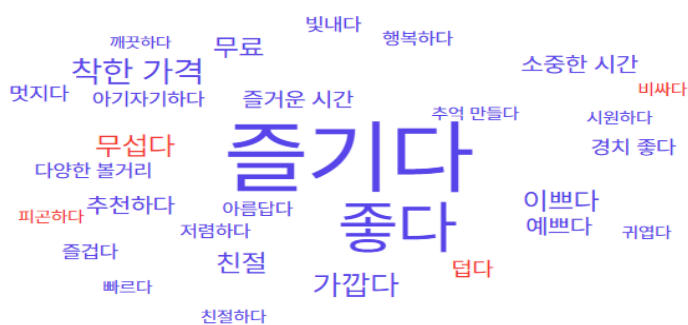 빛내다
깨끗하다
무료
행복하다
착한 가격
소중한 시간
멋지다
아기자기하다
즐거운 시간
비싸다
추억 만들다
시원하다
무섭다
즐기다
경치 좋다
다양한 볼거리
추천하다
아름답다
이쁘다
피곤하다
저렴하다
좋다
예쁘다
귀엽다
즐겁다
친절
덥다
빠르다
가깝다
친절하다